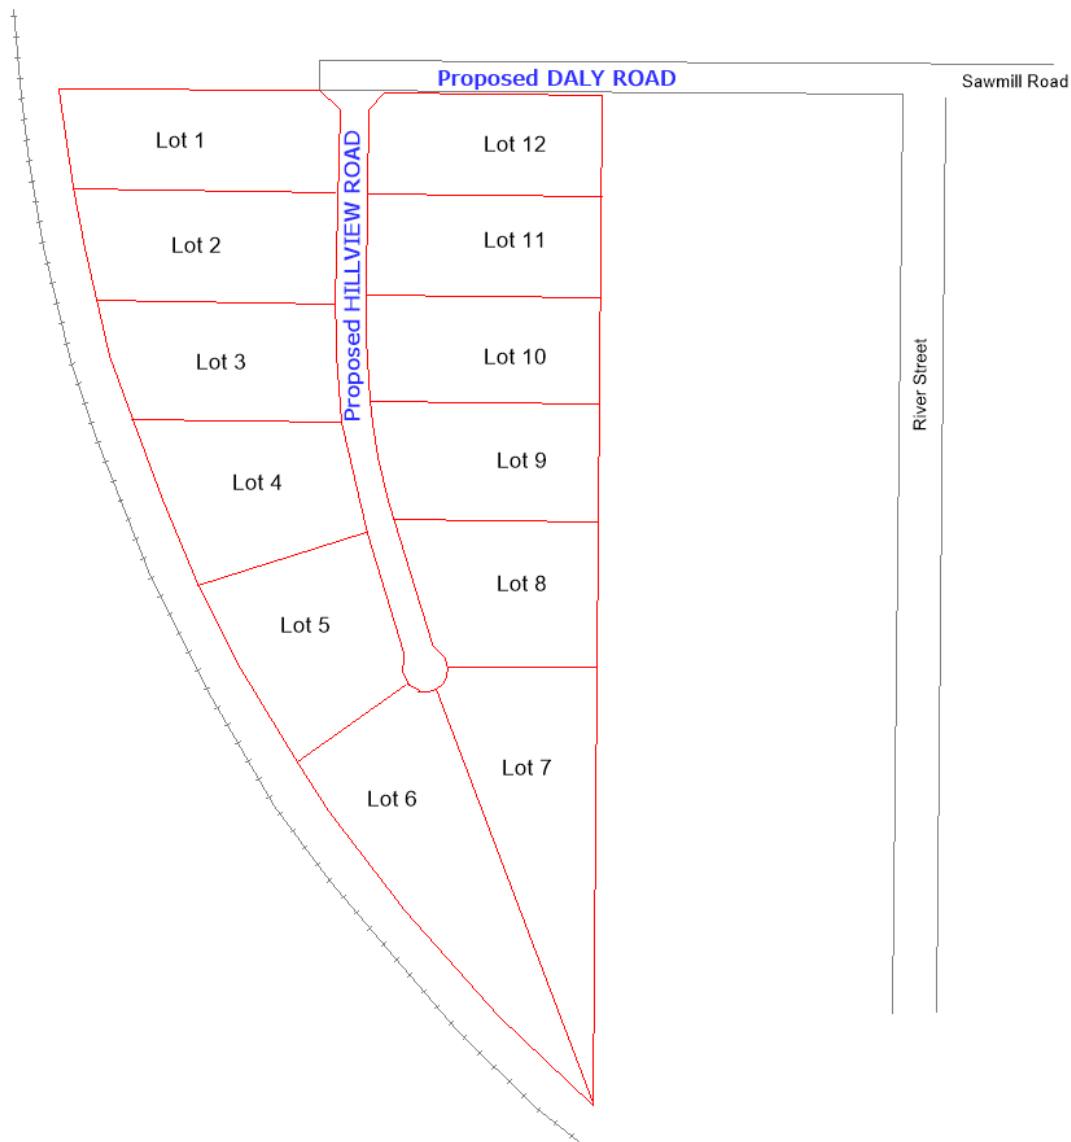 Proposed DALY ROAD
Sawmill Road
Lot 1
Lot 12
Proposed HILLVIEW ROAD
Lot 2
Lot 11
Lot 3
Lot 10
River Street
Lot 4
Lot 9
Lot 5
Lot 8
Lot 6
Lot 7